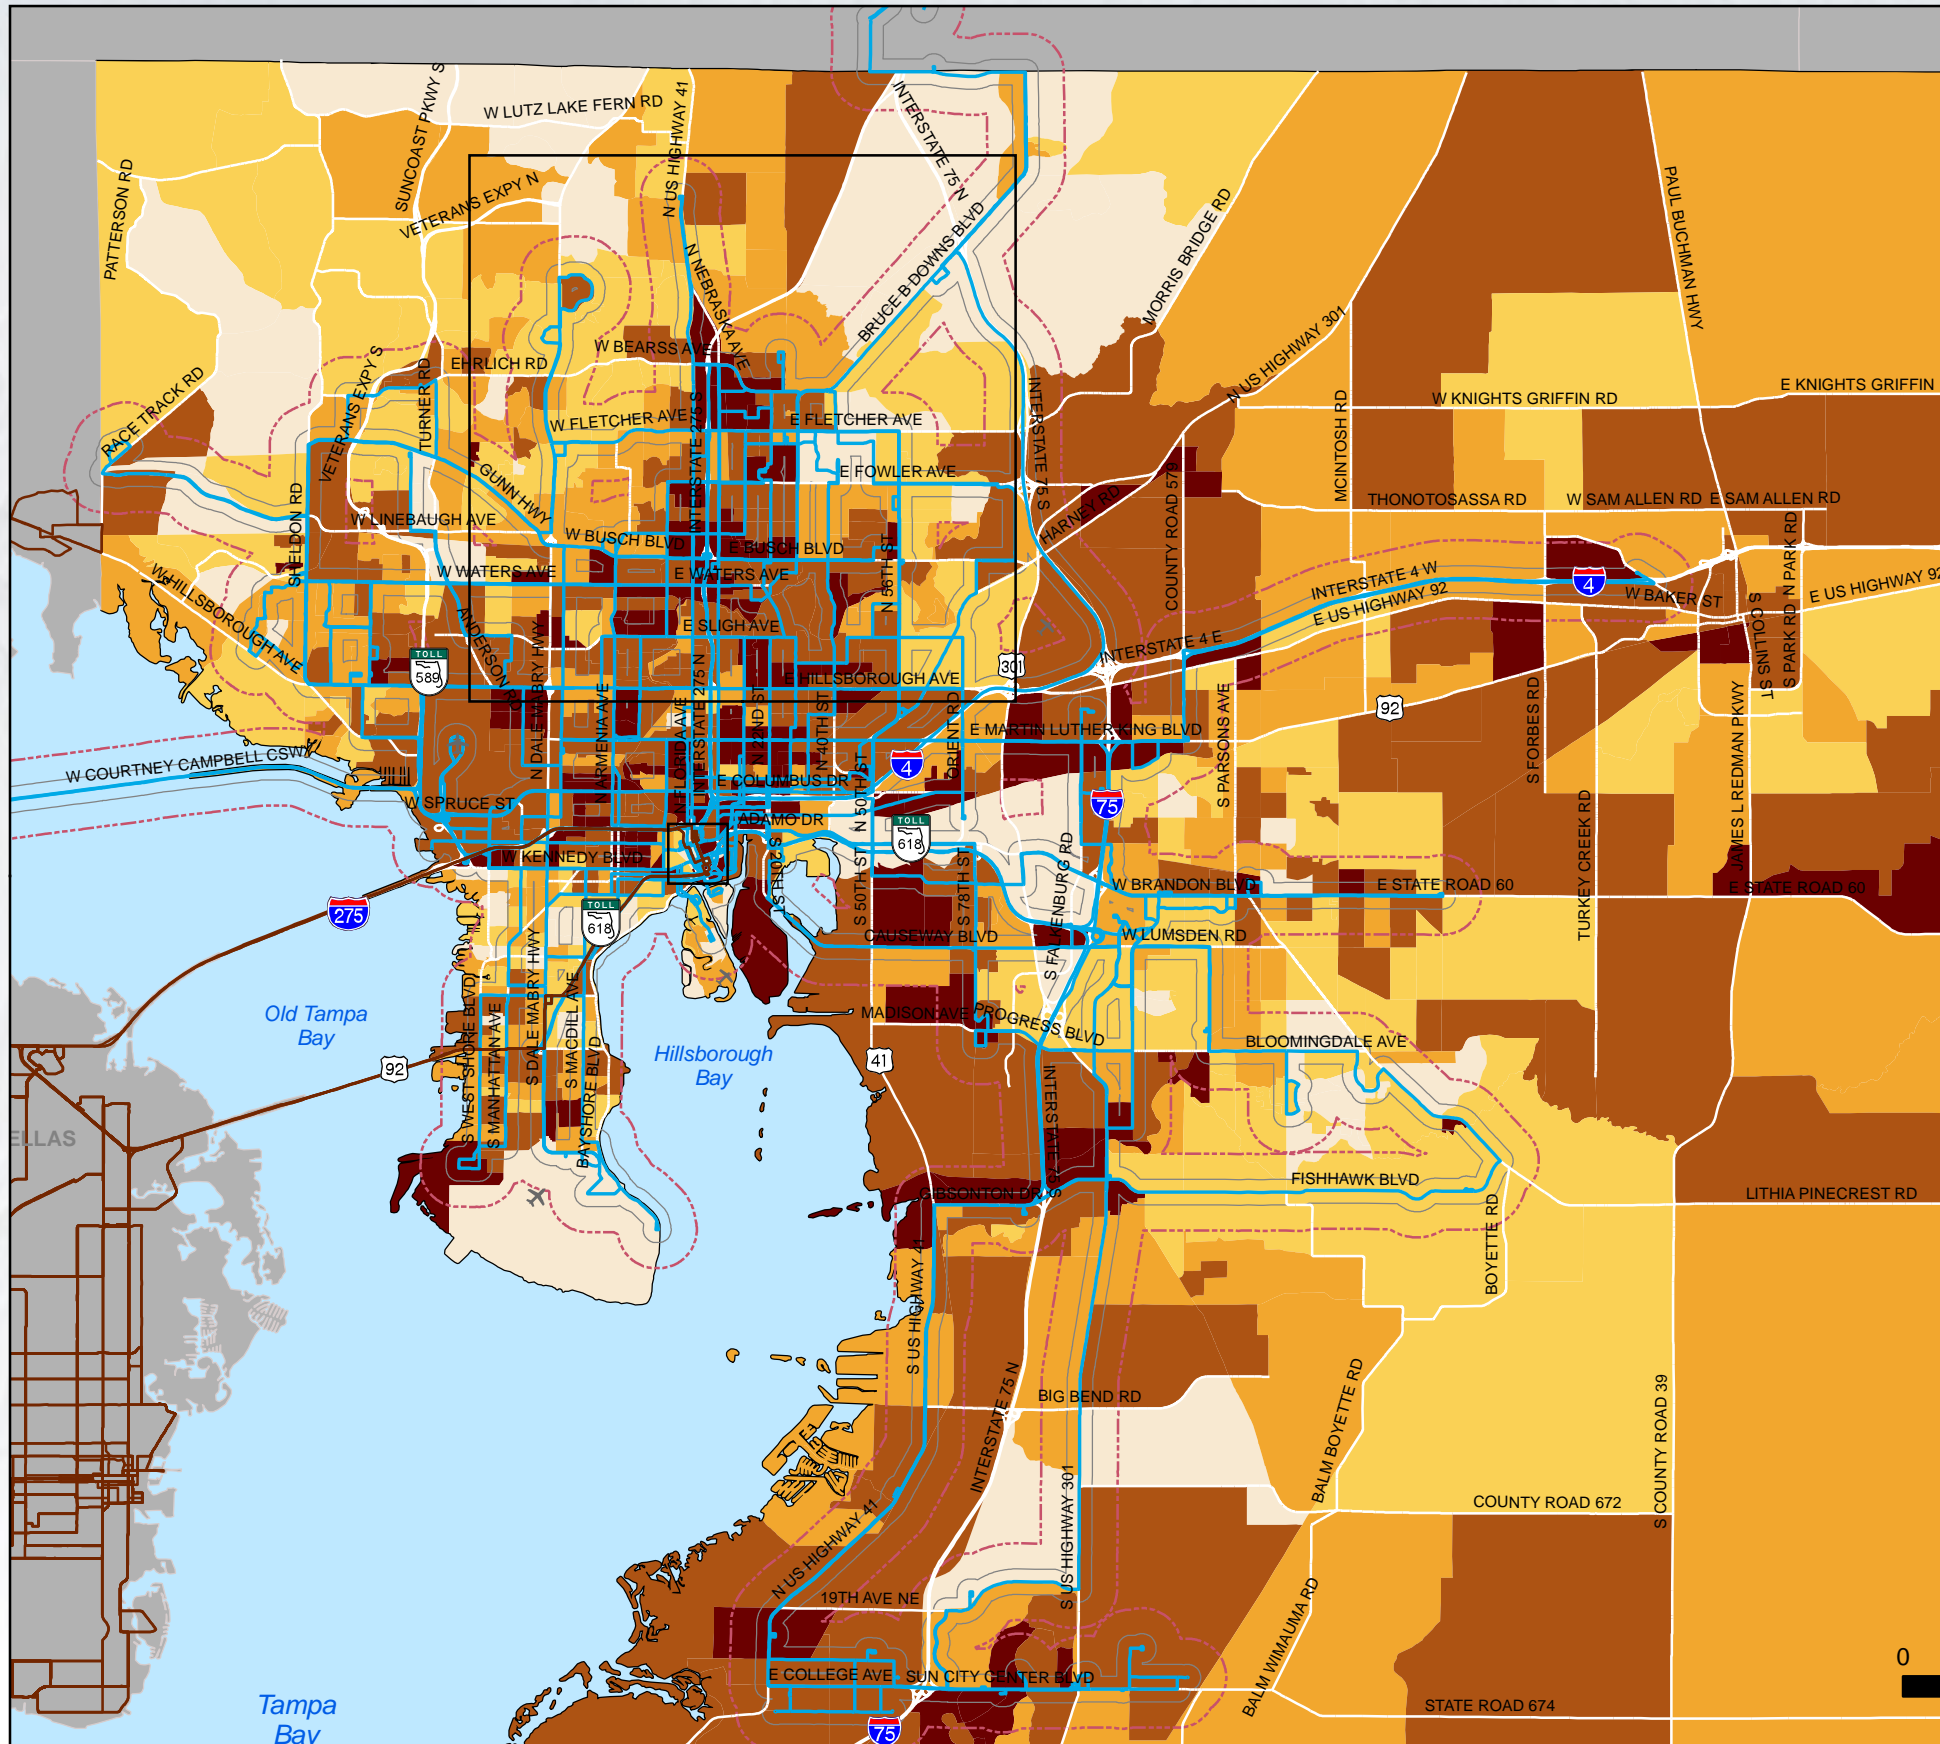 W LUTZ LAKE FERN RD
SUNCOAST PKWY S
N US HIGHWAY 41
INTERSTATE 75 N
PATTERSON RD
VETERANS EXPY N
PAUL BUCHMAN HWY
MORRIS BRIDGE RD
BRUCE B DOWNS BLVD
N NEBRASKA AVE
W BEARSS AVE
EHRLICH RD
VETERANS EXPY S
TURNER RD
RACE TRACK RD
N US HIGHWAY 301
E KNIGHTS GRIFFIN
W KNIGHTS GRIFFIN RD
MCINTOSH RD
W FLETCHER AVE
E FLETCHER AVE
INTERSTATE 275 S
INTERSTATE 75 S
E FOWLER AVE
GUNN HWY
SHELDON RD
W LINEBAUGH AVE
HARNEY RD
COUNTY ROAD 579
THONOTOSASSA RD
W SAM ALLEN RD
E SAM ALLEN RD
N PARK RD
W BUSCH BLVD
E BUSCH BLVD
N 56TH ST
W WATERS AVE
E WATERS AVE
W HILLSBOROUGH AVE
INTERSTATE 4 W
E US HIGHWAY 92
4
W BAKER ST
E US HIGHWAY 92
S COLLINS ST
S PARK RD
ANDERSON RD
E SLIGH AVE
INTERSTATE 4 E
301
TOLL
589
N DALE MABRY HWY
E HILLSBOROUGH AVE
N ARMENIA AVE
N FLORIDA AVE
INTERSTATE 275 N
N 22ND ST
N 40TH ST
ORIENT RD
S PARSONS AVE
S FORBES RD
92
JAMES L REDMAN PKWY
E MARTIN LUTHER KING BLVD
W COURTNEY CAMPBELL CSWY
E COLUMBUS DR
4
N 50TH ST
75
W SPRUCE ST
ADAMO DR
TOLL
618
TURKEY CREEK RD
W KENNEDY BLVD
S 20TH ST
S 50TH ST
S 78TH ST
S FALKENBURG RD
W BRANDON BLVD
E STATE ROAD 60
E STATE ROAD 60
275
TOLL
618
CAUSEWAY BLVD
W LUMSDEN RD
Old Tampa
Bay
S WEST SHORE BLVD
S MANHATTAN AVE
S DALE MABRY HWY
S MACDILL AVE
BAYSHORE BLVD
MADISON AVE
PROGRESS BLVD
Hillsborough
Bay
41
92
BLOOMINGDALE AVE
INTERSTATE 75 S
ELLAS
GIBSONTON DR
FISHHAWK BLVD
LITHIA PINECREST RD
BOYETTE RD
S US HIGHWAY 41
INTERSTATE 75 N
BIG BEND RD
BALM BOYETTE RD
S COUNTY ROAD 39
S US HIGHWAY 301
COUNTY ROAD 672
N US HIGHWAY 41
19TH AVE NE
BALM WIMAUMA RD
E COLLEGE AVE
SUN CITY CENTER BLVD
0
STATE ROAD 674
Tampa
Bay
75